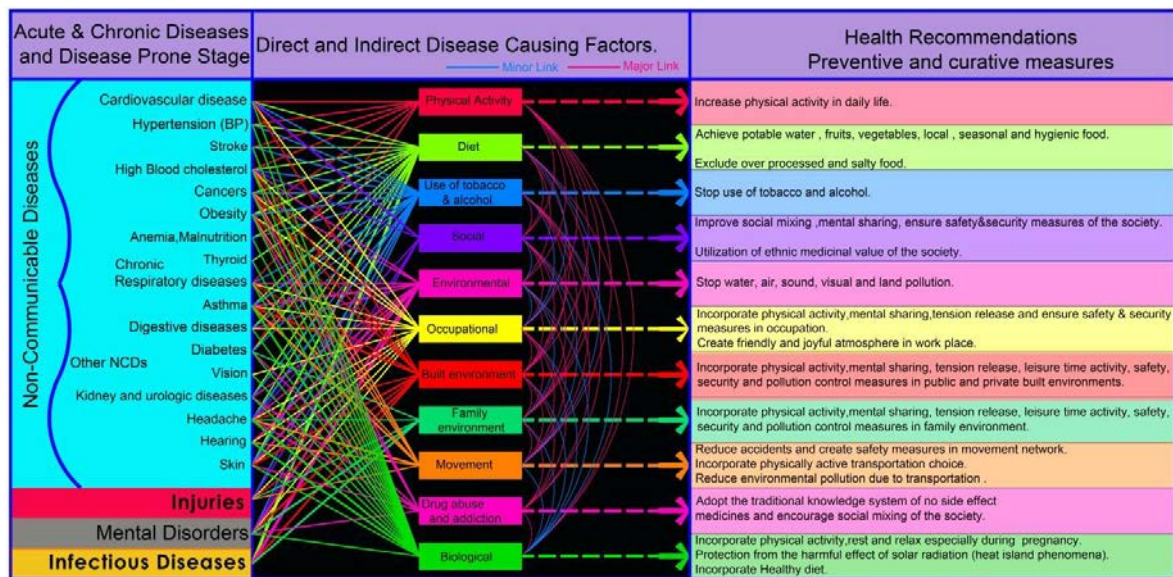 Acute & Chronic Diseases
and Disease Prone Stage
Direct and Indirect Disease Causing Factors.
Minor Link
Major Link
Health Recommendations
Preventive and curative measures
Non-Communicable Diseases
Cardiovascular disease
Hypertension (BP)
Stroke
High Blood cholesterol
Cancers
Obesity
Anemia,Malnutrition
Thyroid
Chronic
Respiratory diseases
Asthma
Digestive diseases
Diabetes
Other NCDs
Vision
Kidney and urologic diseases
Headache
Hearing
Skin
Injuries
Mental Disorders
Infectious Diseases
Physical Activity
Diet
Use of tobacco
& alcohol
Social
Environmental
Occupational
Built environment
Family
environment
Movement
Drug abuse
and addiction
Biological
Increase physical activity in daily life.
Achieve potable water , fruits, vegetables, local , seasonal and hygienic food.
Exclude over processed and salty food.
Stop use of tobacco and alcohol.
Improve social mixing ,mental sharing, ensure safety&security measures of the society.
Utilization of ethnic medicinal value of the society.
Stop water, air, sound, visual and land pollution.
Incorporate physical activity,mental sharing,tension release and ensure safety & security
measures in occupation.
Create friendly and joyful atmosphere in work place.
Incorporate physical activity,mental sharing, tension release, leisure time activity, safety,
security and pollution control measures in public and private built environments.
Incorporate physical activity,mental sharing, tension release, leisure time activity, safety,
security and pollution control measures in family environment.
Reduce accidents and create safety measures in movement network.
Incorporate physically active transportation choice.
Reduce environmental pollution due to transportation .
Adopt the traditional knowledge system of no side effect
medicines and encourage social mixing of the society.
Incorporate physical activity,rest and relax especially during pregnancy.
Protection from the harmful effect of solar radiation (heat island phenomena).
Incorporate Healthy diet.